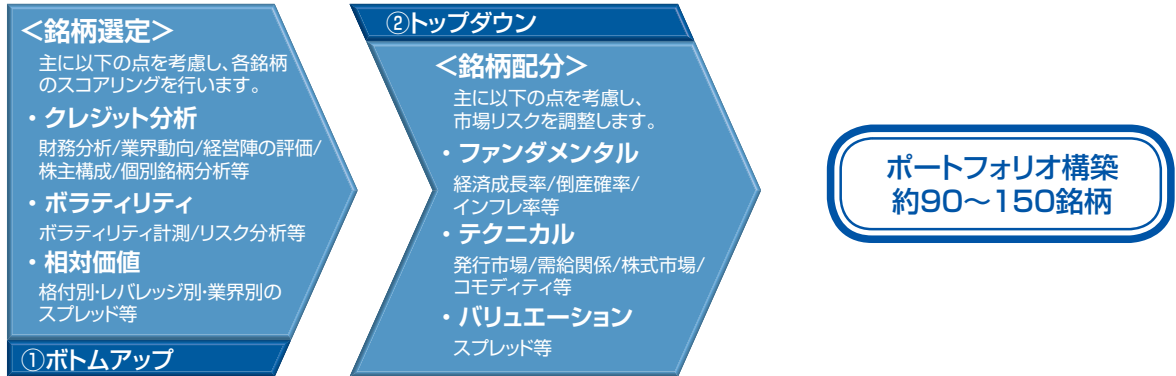 ＜銘柄選定＞
主に以下の点を考慮し、各銘柄
のスコアリングを行います。
・クレジット分析
財務分析/業界動向/経営陣の評価/
株主構成/個別銘柄分析等
・ボラティリティ
ボラティリティ計測/リスク分析等
・相対価値
格付別・レバレッジ別・業界別の
スプレッド等
①ボトムアップ
②トップダウン
＜銘柄配分＞
主に以下の点を考慮し、
市場リスクを調整します。
・ファンダメンタル
経済成長率/倒産確率/
インフレ率等
・テクニカル
発行市場/需給関係/株式市場/
コモディティ等
・バリュエーション
スプレッド等
ポートフォリオ構築
約90～150銘柄